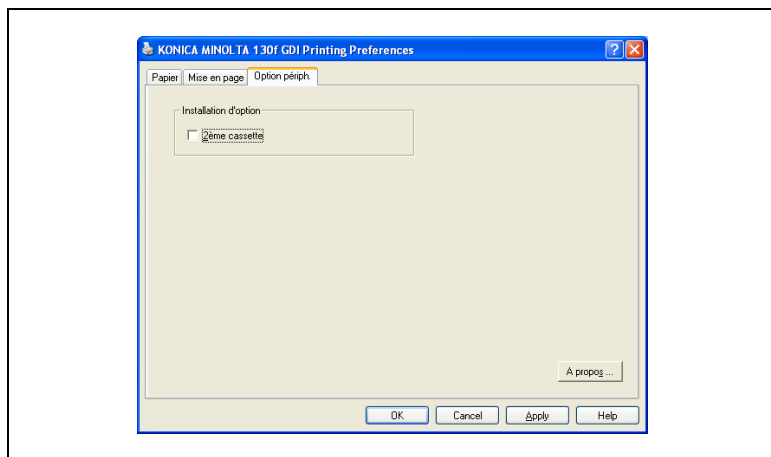 KONICA MINOLTA 130f GDI Printing Preferences
Papier Mise en page Option périph.
Installation d'option
2ème cassette
A propos ...
OK Cancel Apply Help